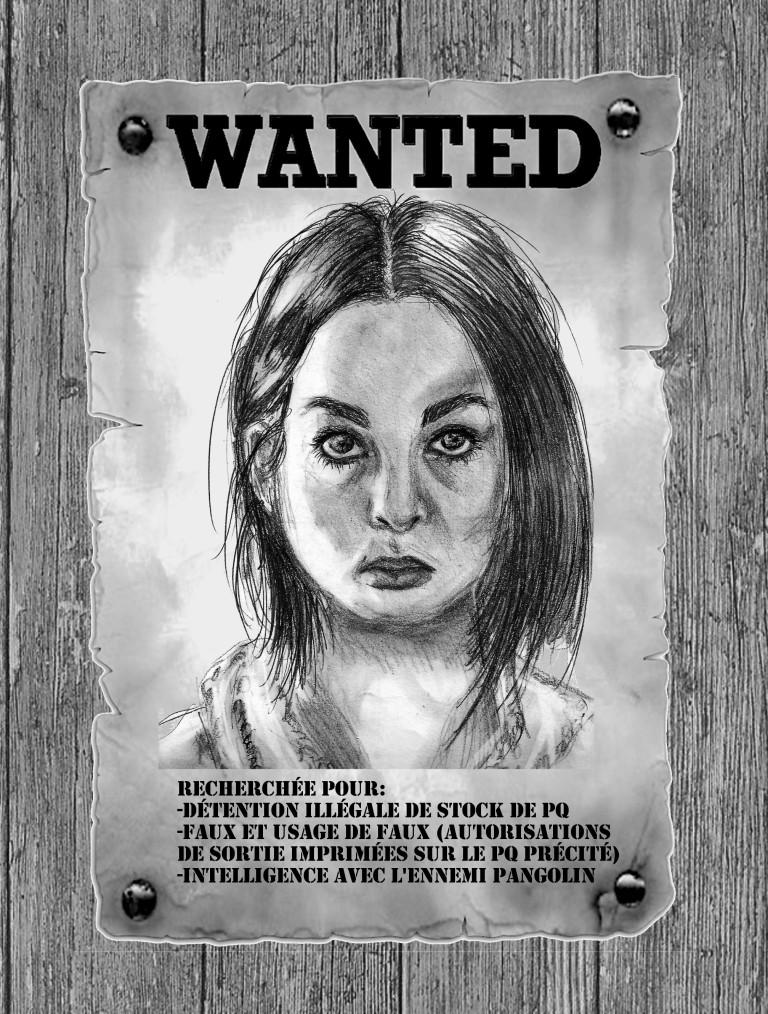 WANTED
RECHERCHÉE POUR:
-DÉTENTION ILLÉGALE DE STOCK DE PQ
-FAUX ET USAGE DE FAUX (AUTORISATIONS
DE SORTIE IMPRIMÉES SUR LE PQ PRÉCITÉ)
-INTELLIGENCE AVEC L'ENNEMI PANGOLIN